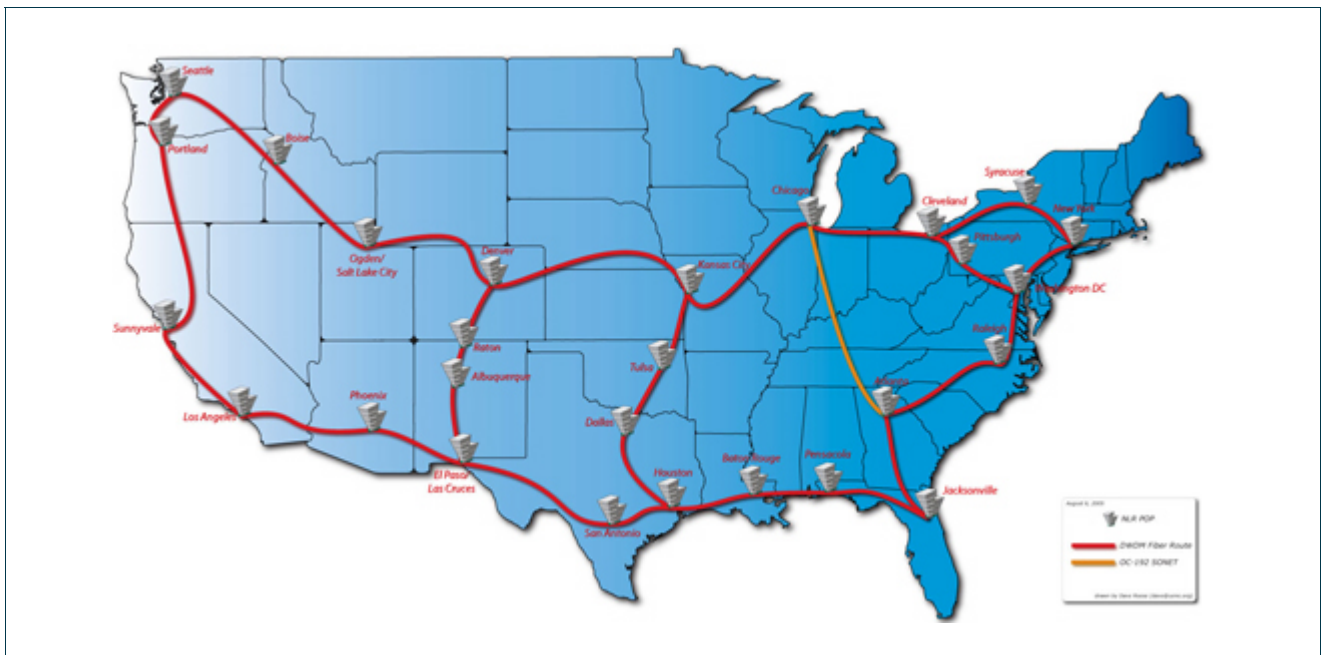 Seattle
Portland
Boise
Ogden/
Salt Lake City
Denver
Kansas City
Chicago
Cleveland
Syracuse
New York
Pittsburgh
Washington DC
Raleigh
Atlanta
Sunnyvale
Los Angeles
Phoenix
Raton
Albuquerque
El Paso/
Las Cruces
Tulsa
Dallas
San Antonio
Houston
Baton Rouge
Pensacola
Jacksonville
NLR POP
DWDM Fiber Route
OC-192 SONET